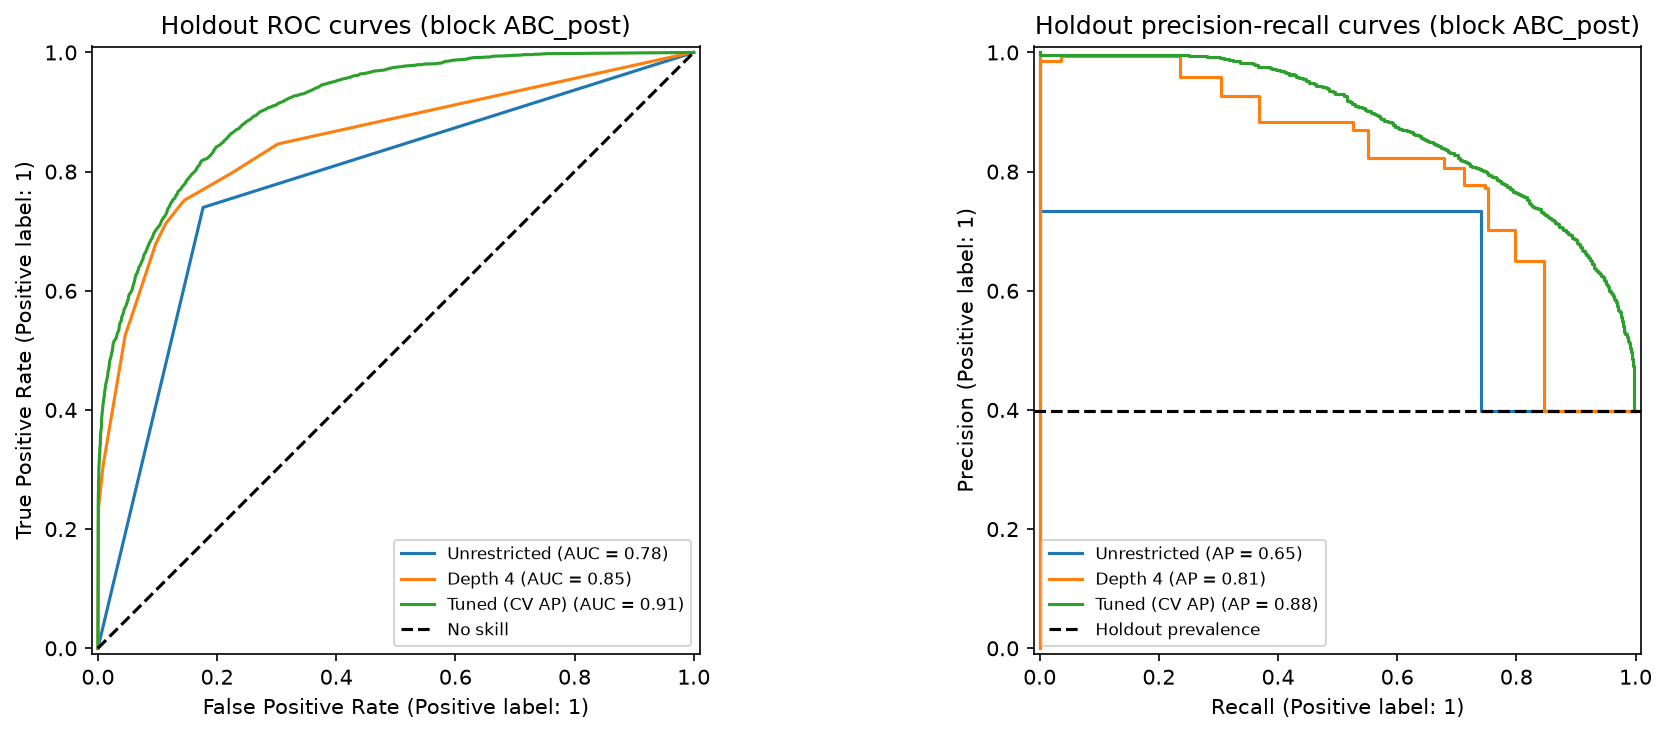 Holdout ROC curves (block ABC_post)
True Positive Rate (Positive label: 1)
1.0
0.8
0.6
0.4
0.2
0.0
Unrestricted (AUC = 0.78)
Depth 4 (AUC = 0.85)
Tuned (CV AP) (AUC = 0.91)
No skill
0.0 0.2 0.4 0.6 0.8 1.0
False Positive Rate (Positive label: 1)
Holdout precision-recall curves (block ABC_post)
Precision (Positive label: 1)
1.0
0.8
0.6
0.4
0.2
0.0
Unrestricted (AP = 0.65)
Depth 4 (AP = 0.81)
Tuned (CV AP) (AP = 0.88)
Holdout prevalence
0.0 0.2 0.4 0.6 0.8 1.0
Recall (Positive label: 1)